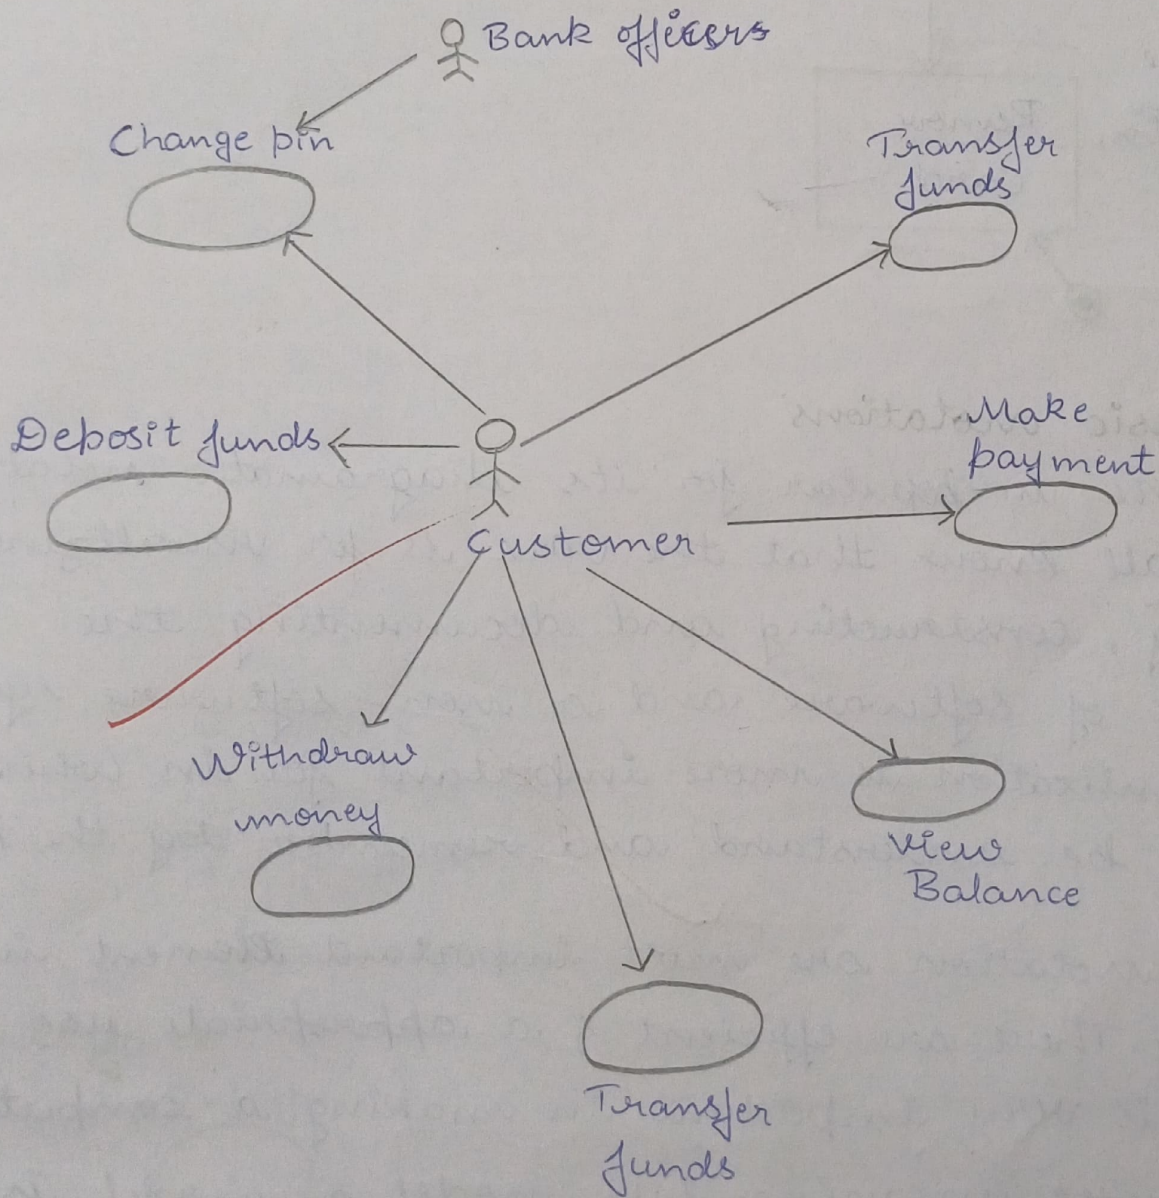 Bank officers
Change pin
Transfer
funds
Deposit funds
Make
payment
Customer
Withdraw
money
View
Balance
Transfer
funds